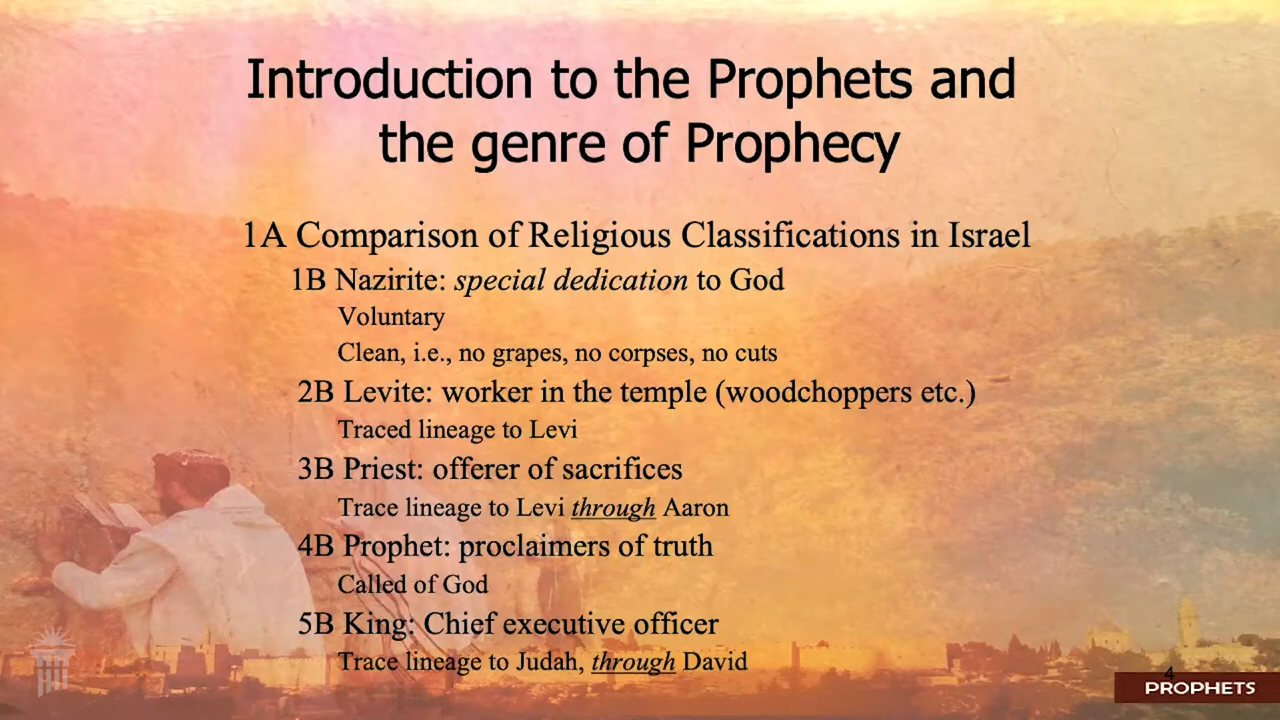 Introduction to the Prophets and
the genre of Prophecy
1A Comparison of Religious Classifications in Israel
1B Nazirite: special dedication to God
Voluntary
Clean, i.e., no grapes, no corpses, no cuts
2B Levite: worker in the temple (woodchoppers etc.)
Traced lineage to Levi
3B Priest: offerer of sacrifices
Trace lineage to Levi through Aaron
4B Prophet: proclaimers of truth
Called of God
5B King: Chief executive officer
Trace lineage to Judah, through David
4
PROPHETS